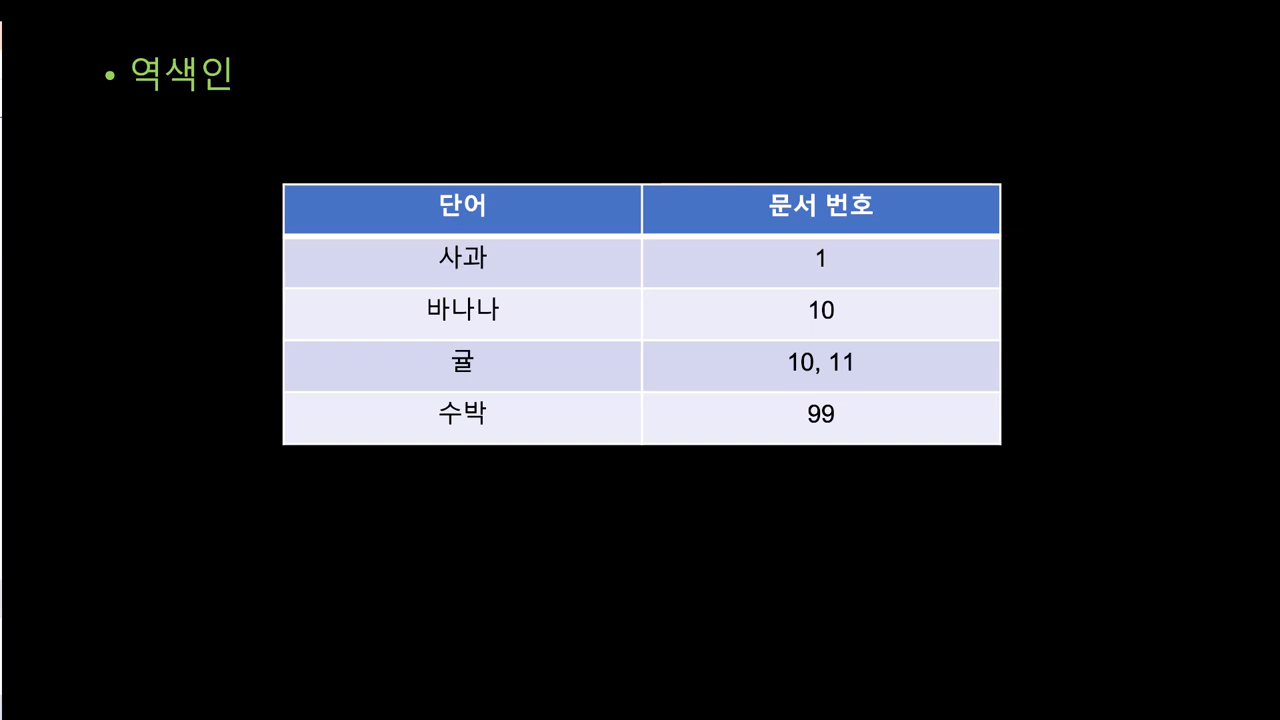 • 역색인
단어 문서 번호
사과 1
바나나 10
귤 10, 11
수박 99